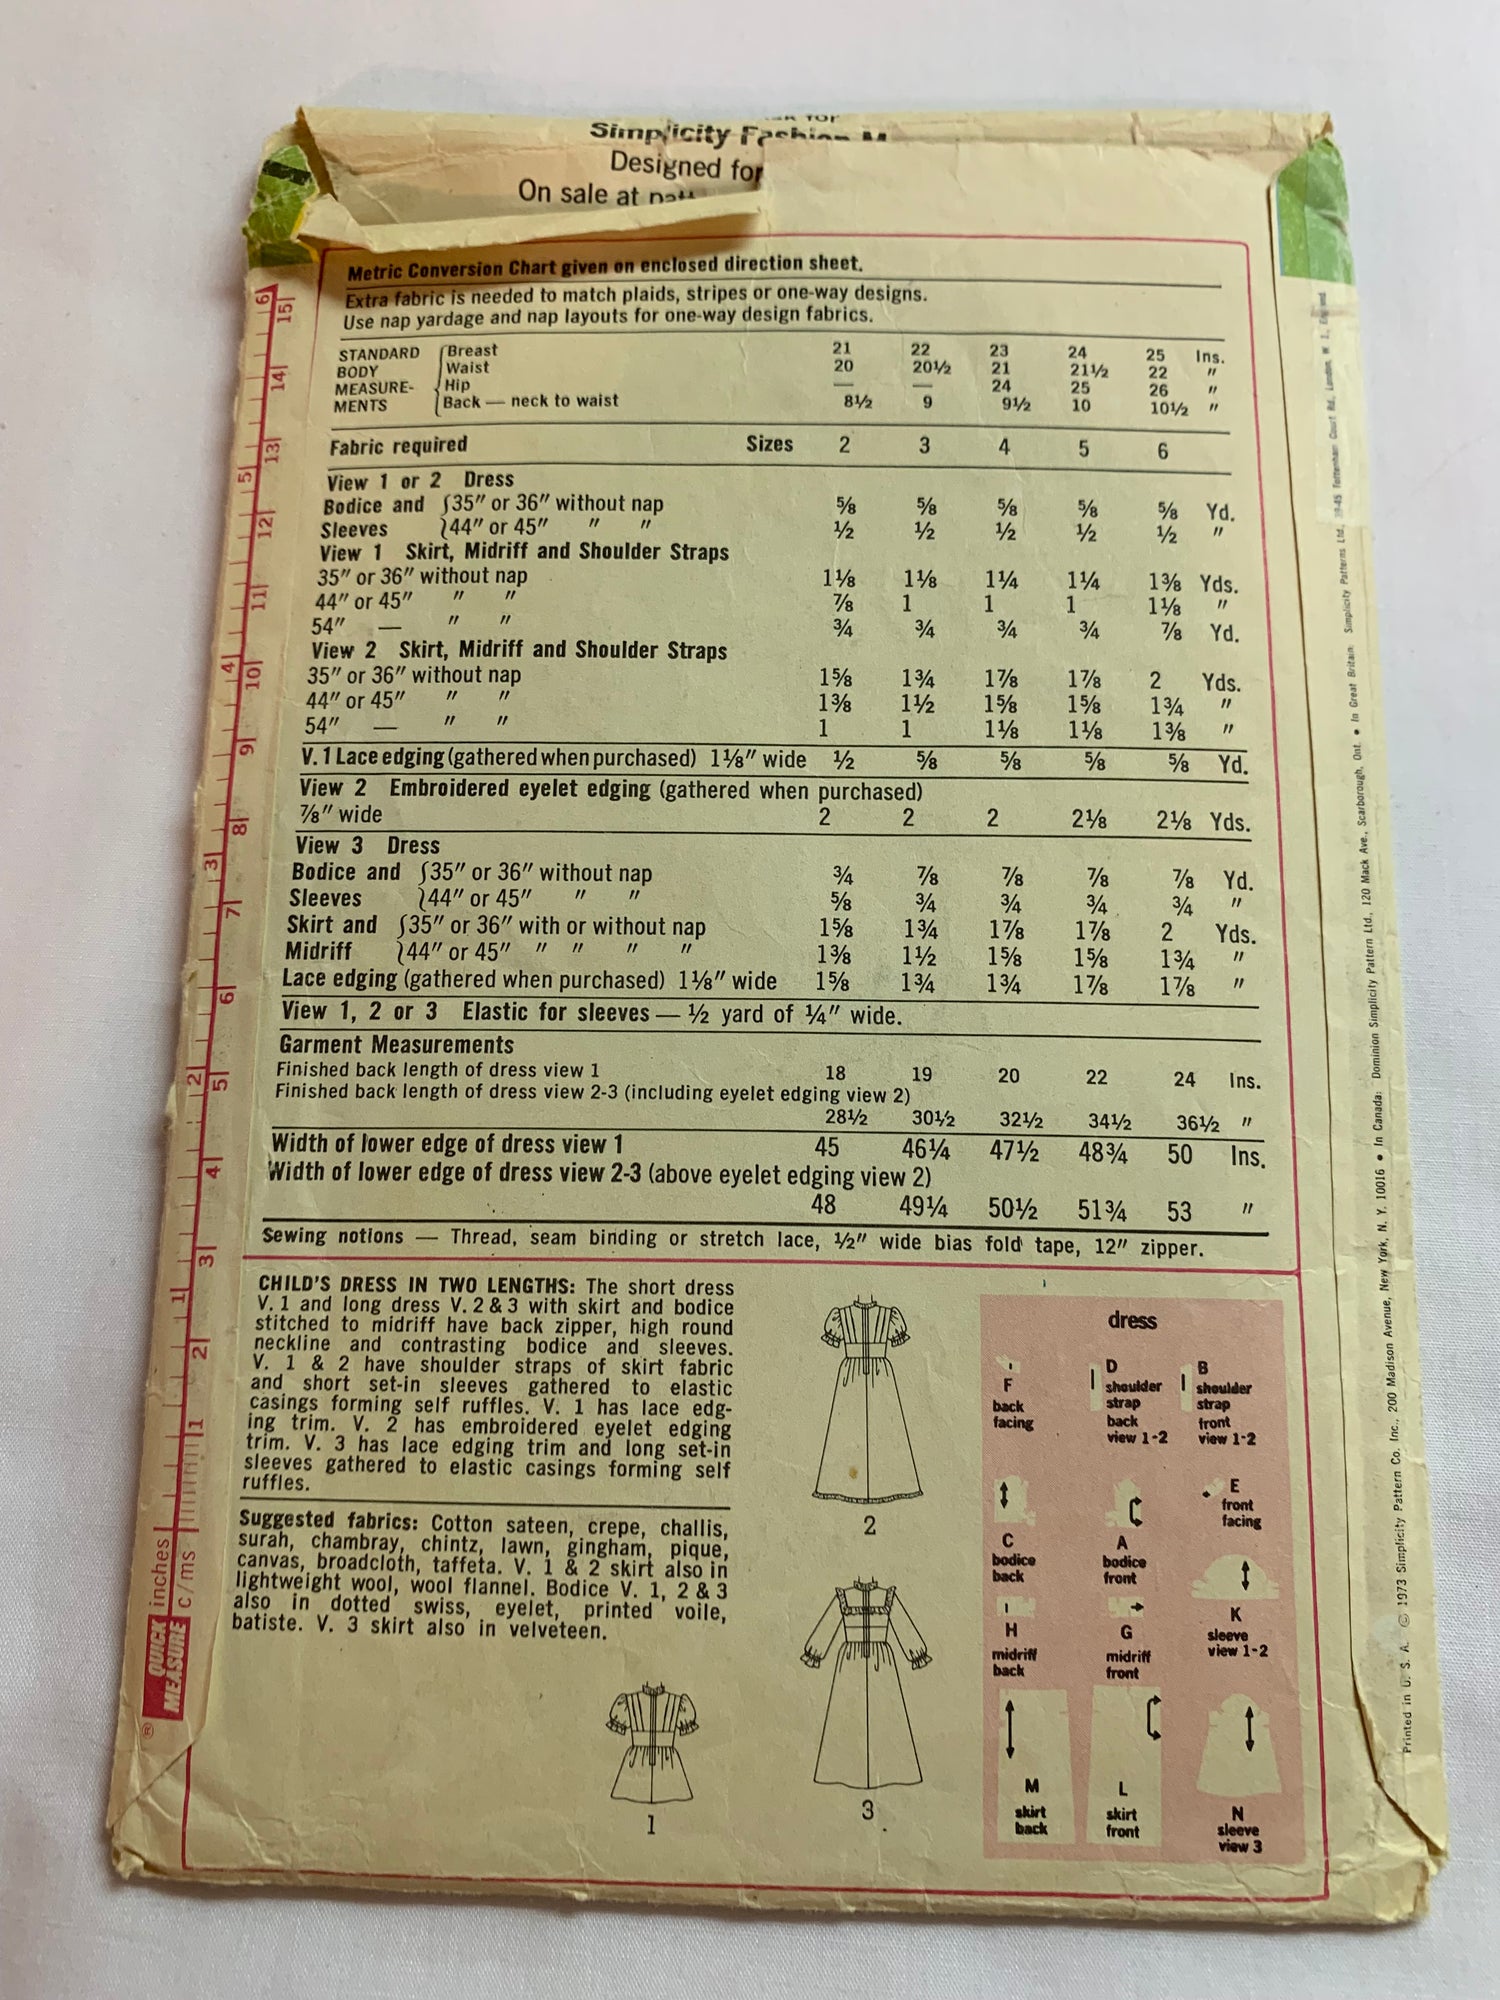 Simplicity Fashion
Designed for
On sale at
Metric Conversion Chart given on enclosed direction sheet.
Extra fabric is needed to match plaids, stripes or one-way designs.
Use nap yardage and nap layouts for one-way design fabrics.
STANDARD BODY MEASURE-MENTS
Breast 21 22 23 24 25 Ins.
Waist 20 20½ 21 21½ 22 ″
Hip — — 24 25 26 ″
Back — neck to waist 8½ 9 9½ 10 10½ ″
Fabric required Sizes 2 3 4 5 6
View 1 or 2 Dress
Bodice and {35″ or 36″ without nap ⅝ ⅝ ⅝ ⅝ ⅝ Yd.
Sleeves {44″ or 45″ ″ ″ ½ ½ ½ ½ ½ ″
View 1 Skirt, Midriff and Shoulder Straps
35″ or 36″ without nap 1⅛ 1⅛ 1¼ 1¼ 1⅜ Yds.
44″ or 45″ ″ ″ ⅞ 1 1 1 1⅛ ″
54″ — ″ ″ ¾ ¾ ¾ ¾ ⅞ Yd.
View 2 Skirt, Midriff and Shoulder Straps
35″ or 36″ without nap 1⅝ 1¾ 1⅞ 1⅞ 2 Yds.
44″ or 45″ ″ ″ 1⅜ 1½ 1⅝ 1⅝ 1¾ ″
54″ — ″ ″ 1 1 1⅛ 1⅛ 1⅜ ″
V. 1 Lace edging (gathered when purchased) 1⅛″ wide ½ ⅝ ⅝ ⅝ ⅝ Yd.
View 2 Embroidered eyelet edging (gathered when purchased)
⅞″ wide 2 2 2 2⅛ 2⅛ Yds.
View 3 Dress
Bodice and {35″ or 36″ without nap ¾ ⅞ ⅞ ⅞ ⅞ Yd.
Sleeves {44″ or 45″ ″ ″ ⅝ ¾ ¾ ¾ ¾ ″
Skirt and {35″ or 36″ with or without nap 1⅝ 1¾ 1⅞ 1⅞ 2 Yds.
Midriff {44″ or 45″ ″ ″ ″ ″ 1⅜ 1½ 1⅝ 1⅝ 1¾ ″
Lace edging (gathered when purchased) 1⅛″ wide 1⅝ 1¾ 1¾ 1⅞ 1⅞ ″
View 1, 2 or 3 Elastic for sleeves — ½ yard of ¼″ wide.
Garment Measurements
Finished back length of dress view 1 18 19 20 22 24 Ins.
Finished back length of dress view 2-3 (including eyelet edging view 2)
28½ 30½ 32½ 34½ 36½ ″
Width of lower edge of dress view 1 45 46¼ 47½ 48¾ 50 Ins.
Width of lower edge of dress view 2-3 (above eyelet edging view 2)
48 49¼ 50½ 51¾ 53 ″
Sewing notions — Thread, seam binding or stretch lace, ½″ wide bias fold tape, 12″ zipper.
CHILD'S DRESS IN TWO LENGTHS: The short dress
V. 1 and long dress V. 2 & 3 with skirt and bodice
stitched to midriff have back zipper, high round
neckline and contrasting bodice and sleeves.
V. 1 & 2 have shoulder straps of skirt fabric
and short set-in sleeves gathered to elastic
casings forming self ruffles. V. 1 has lace edg-
ing trim. V. 2 has embroidered eyelet edging
trim. V. 3 has lace edging trim and long set-in
sleeves gathered to elastic casings forming self
ruffles.
Suggested fabrics: Cotton sateen, crepe, challis,
surah, chambray, chintz, lawn, gingham, pique,
canvas, broadcloth, taffeta. V. 1 & 2 skirt also in
lightweight wool, wool flannel. Bodice V. 1, 2 & 3
also in dotted swiss, eyelet, printed voile,
batiste. V. 3 skirt also in velveteen.
1
2
3
dress
F
back
facing
D
shoulder
strap
back
view 1-2
B
shoulder
strap
front
view 1-2
C
bodice
back
A
bodice
front
E
front
facing
H
midriff
back
G
midriff
front
K
sleeve
view 1-2
M
skirt
back
L
skirt
front
N
sleeve
view 3
QUICK MEASURE ®
inches
1 2 3 4 5 6
c/ms
1 2 3 4 5 6 7 8 9 10 11 12 13 14 15
Printed in U. S. A. © 1973 Simplicity Pattern Co. Inc., 200 Madison Avenue, New York, N. Y. 10016 • In Canada: Dominion Simplicity Pattern Ltd., 120 Mack Ave., Scarborough, Ont. • In Great Britain: Simplicity Patterns Ltd., Tottenham Court Rd. London, W. 1., England